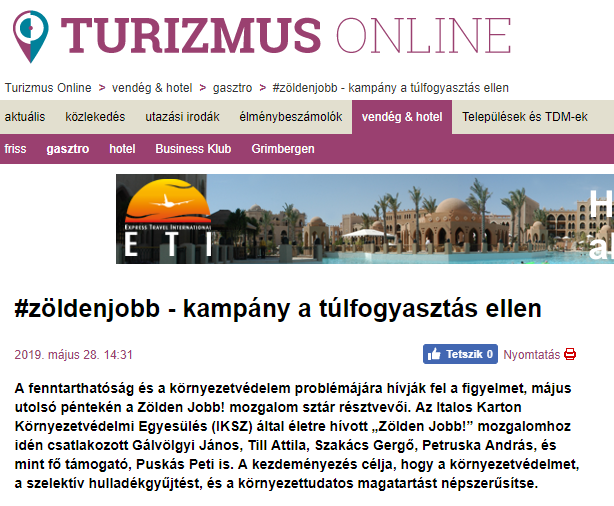 TURIZMUS ONLINE
Turizmus Online > vendég & hotel > gasztro > #zöldenjobb - kampány a túlfogyasztás ellen
aktuális közlekedés utazási irodák élménybeszámolók vendég & hotel Települések és TDM-ek
friss gasztro hotel Business Klub Grimbergen
EXPRESS TRAVEL INTERNATIONAL
ETI
#zöldenjobb - kampány a túlfogyasztás ellen
2019. május 28. 14:31 Tetszik 0 Nyomtatás
A fenntarthatóság és a környezetvédelem problémájára hívják fel a figyelmet, május
utolsó péntekén a Zölden Jobb! mozgalom sztár résztvevői. Az Italos Karton
Környezetvédelmi Egyesülés (IKSZ) által életre hívott „Zölden Jobb!” mozgalomhoz
idén csatlakozott Gálvölgyi János, Till Attila, Szakács Gergő, Petruska András, és
mint fő támogató, Puskás Peti is. A kezdeményezés célja, hogy a környezetvédelmet,
a szelektív hulladékgyűjtést, és a környezettudatos magatartást népszerűsítse.